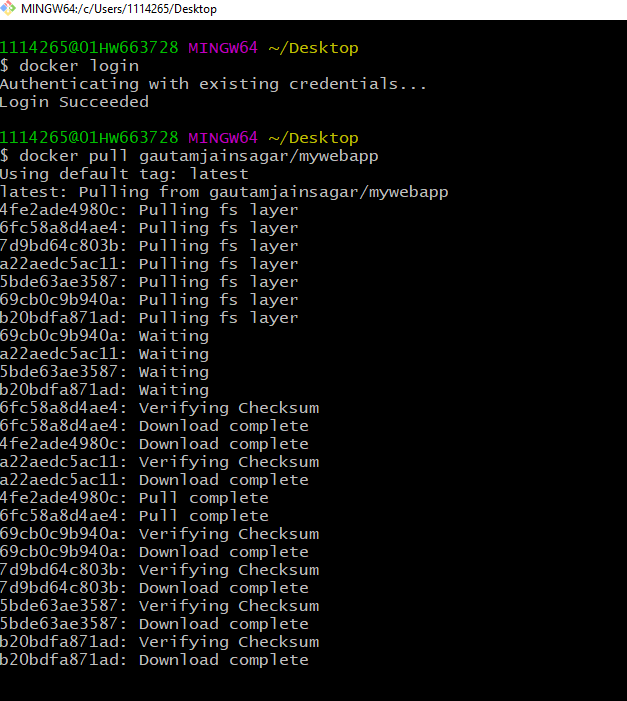 MINGW64:/c/Users/1114265/Desktop
1114265@01HW663728 MINGW64 ~/Desktop
$ docker login
Authenticating with existing credentials...
Login Succeeded
1114265@01HW663728 MINGW64 ~/Desktop
$ docker pull gautamjainsagar/mywebapp
Using default tag: latest
latest: Pulling from gautamjainsagar/mywebapp
4fe2ade4980c: Pulling fs layer
6fc58a8d4ae4: Pulling fs layer
7d9bd64c803b: Pulling fs layer
a22aedc5ac11: Pulling fs layer
5bde63ae3587: Pulling fs layer
69cb0c9b940a: Pulling fs layer
b20bdfa871ad: Pulling fs layer
69cb0c9b940a: Waiting
a22aedc5ac11: Waiting
5bde63ae3587: Waiting
b20bdfa871ad: Waiting
6fc58a8d4ae4: Verifying Checksum
6fc58a8d4ae4: Download complete
4fe2ade4980c: Download complete
a22aedc5ac11: Verifying Checksum
a22aedc5ac11: Download complete
4fe2ade4980c: Pull complete
6fc58a8d4ae4: Pull complete
69cb0c9b940a: Verifying Checksum
69cb0c9b940a: Download complete
7d9bd64c803b: Verifying Checksum
7d9bd64c803b: Download complete
5bde63ae3587: Verifying Checksum
5bde63ae3587: Download complete
b20bdfa871ad: Verifying Checksum
b20bdfa871ad: Download complete